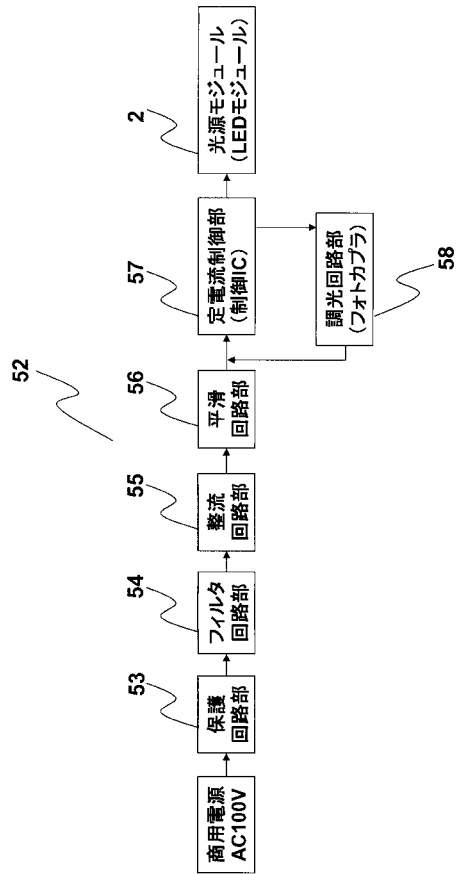 52
商用電源
AC100V
53
保護
回路部
54
フィルタ
回路部
55
整流
回路部
56
平滑
回路部
57
定電流制御部
(制御IC)
2
光源モジュール
(LEDモジュール)
調光回路部
(フォトカプラ)
58